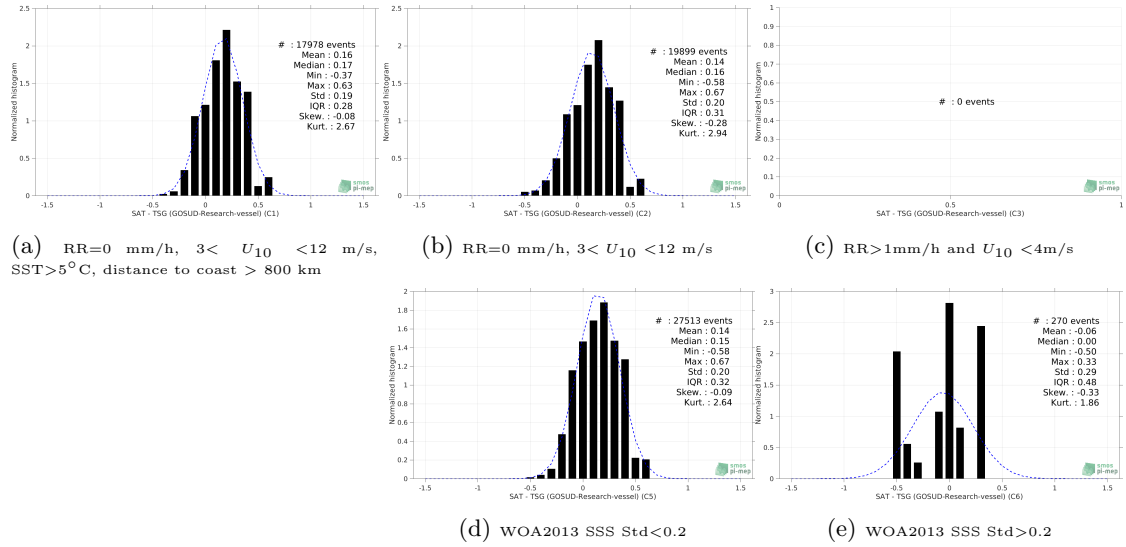 2.5
2
1.5
1
0.5
0
Normalized histogram
# : 17978 events
Mean : 0.16
Median : 0.17
Min : -0.37
Max : 0.63
Std : 0.19
IQR : 0.28
Skew. : -0.08
Kurt. : 2.67
smos
pi-mep
-1.5 -1 -0.5 0 0.5 1 1.5
SAT - TSG (GOSUD-Research-vessel) (C1)
(a) RR=0 mm/h, 3< U10 <12 m/s,
SST>5°C, distance to coast > 800 km
2.5
2
1.5
1
0.5
0
Normalized histogram
# : 19899 events
Mean : 0.14
Median : 0.16
Min : -0.58
Max : 0.67
Std : 0.20
IQR : 0.31
Skew. : -0.28
Kurt. : 2.94
smos
pi-mep
-1.5 -1 -0.5 0 0.5 1 1.5
SAT - TSG (GOSUD-Research-vessel) (C2)
(b) RR=0 mm/h, 3< U10 <12 m/s
1
0.9
0.8
0.7
0.6
0.5
0.4
0.3
0.2
0.1
0
Normalized histogram
# : 0 events
smos
pi-mep
0 0.5 1
SAT - TSG (GOSUD-Research-vessel) (C3)
(c) RR>1mm/h and U10 <4m/s
2
1.8
1.6
1.4
1.2
1
0.8
0.6
0.4
0.2
0
Normalized histogram
# : 27513 events
Mean : 0.14
Median : 0.15
Min : -0.58
Max : 0.67
Std : 0.20
IQR : 0.32
Skew. : -0.09
Kurt. : 2.64
smos
pi-mep
-1.5 -1 -0.5 0 0.5 1 1.5
SAT - TSG (GOSUD-Research-vessel) (C5)
(d) WOA2013 SSS Std<0.2
3
2.5
2
1.5
1
0.5
0
Normalized histogram
# : 270 events
Mean : -0.06
Median : 0.00
Min : -0.50
Max : 0.33
Std : 0.29
IQR : 0.48
Skew. : -0.33
Kurt. : 1.86
smos
pi-mep
-1.5 -1 -0.5 0 0.5 1 1.5
SAT - TSG (GOSUD-Research-vessel) (C6)
(e) WOA2013 SSS Std>0.2